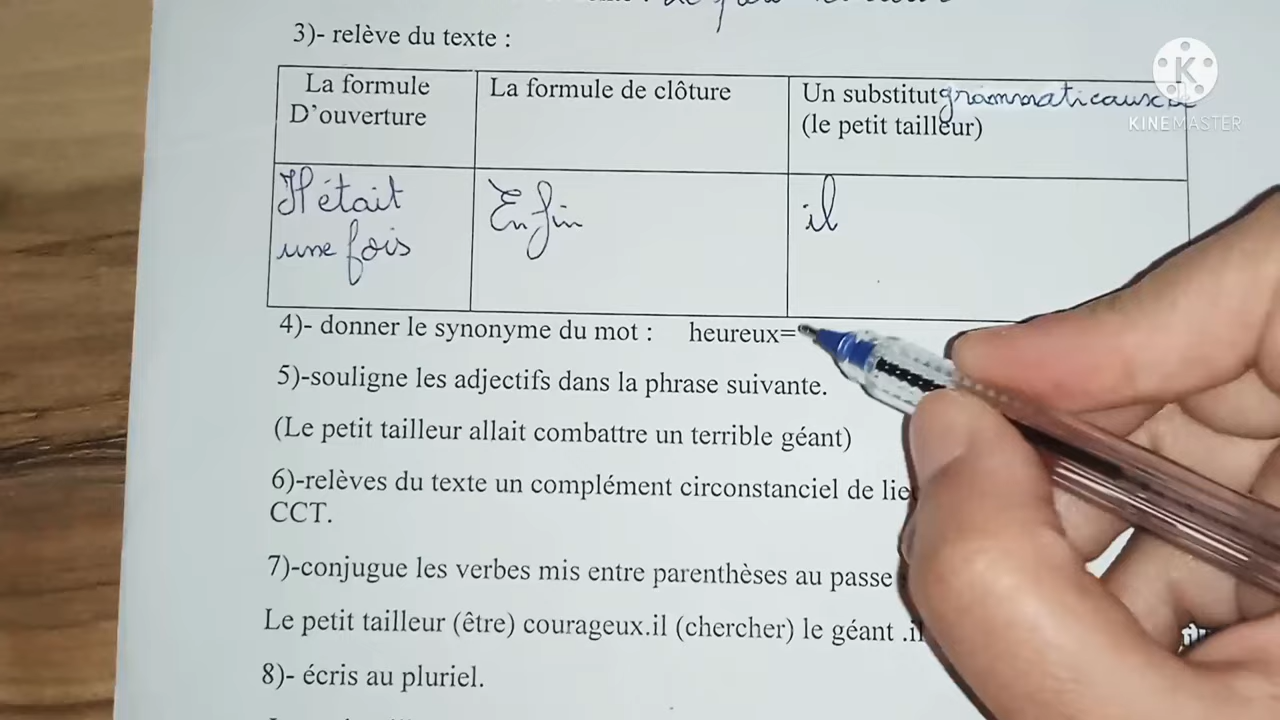 3)- relève du texte :
La formule
D'ouverture
La formule de clôture
Un substitut grammaticaux de
(le petit tailleur)
Il était
une fois
Enfin
il
4)- donner le synonyme du mot : heureux=
5)-souligne les adjectifs dans la phrase suivante.
(Le petit tailleur allait combattre un terrible géant)
6)-relèves du texte un complément circonstanciel de lie
CCT.
7)-conjugue les verbes mis entre parenthèses au passe
Le petit tailleur (être) courageux.il (chercher) le géant .il
8)- écris au pluriel.
K
KINEMASTER